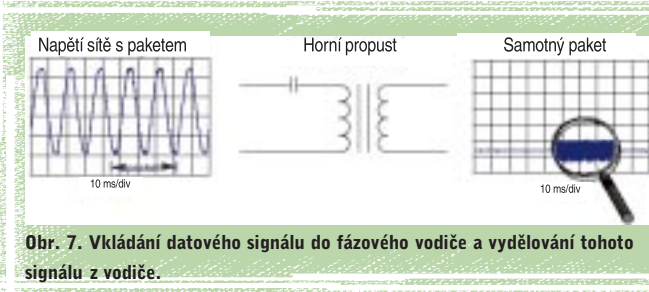 Napětí sítě s paketem
Horní propust
Samotný paket
10 ms/div
10 ms/div
Obr. 7. Vkládání datového signálu do fázového vodiče a vydělování tohoto
signálu z vodiče.